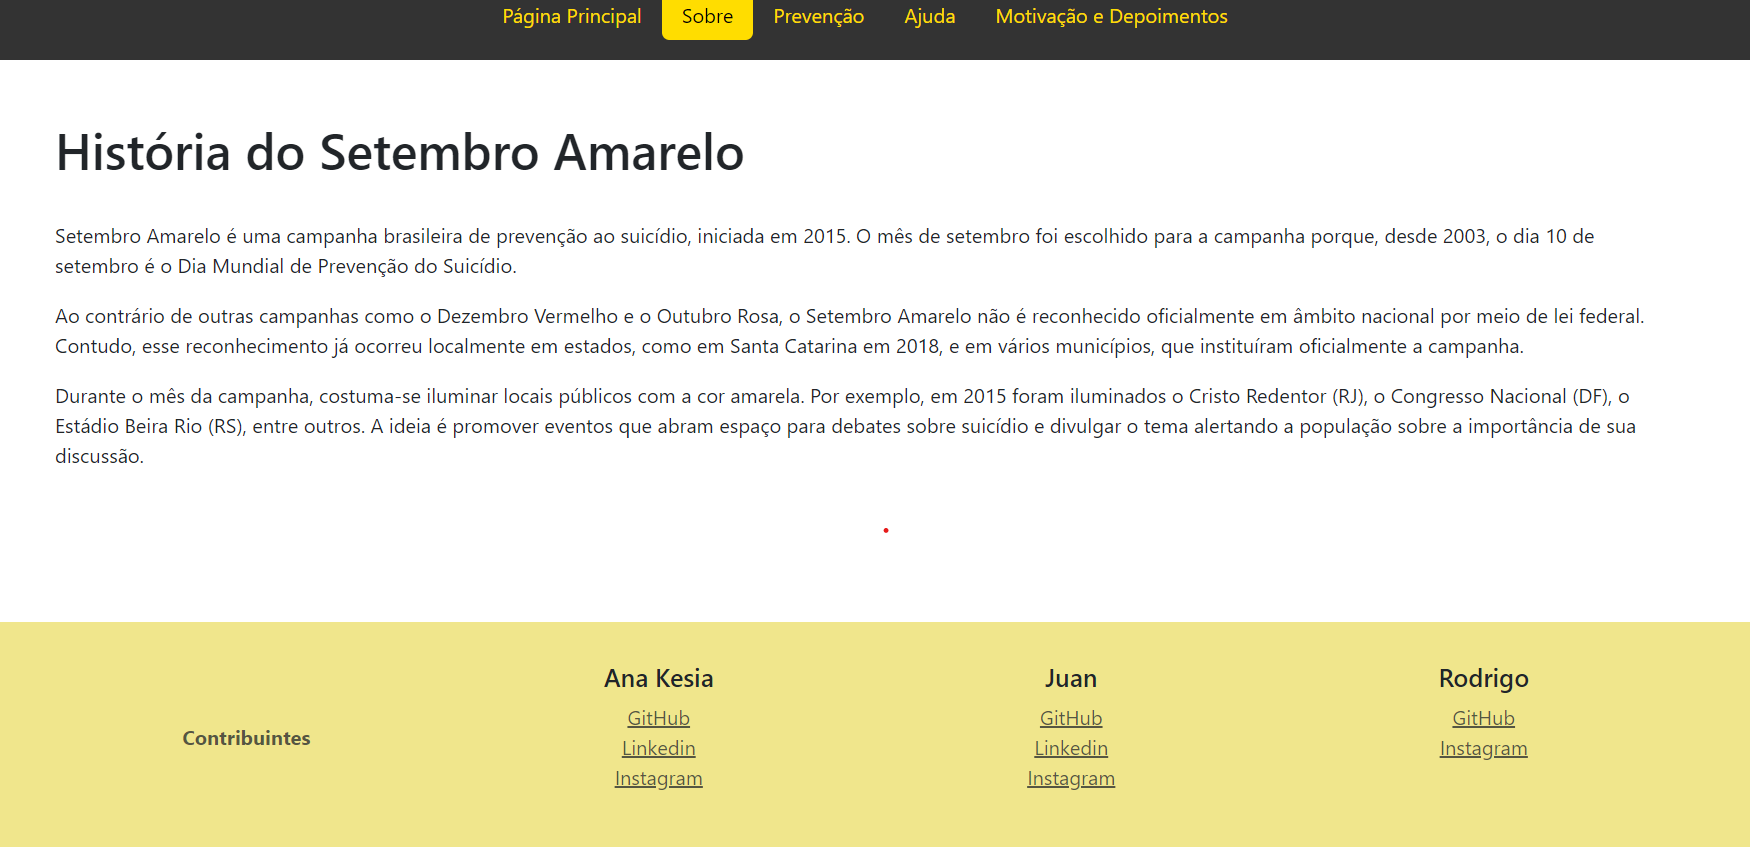 Página Principal Sobre Prevenção Ajuda Motivação e Depoimentos
História do Setembro Amarelo
Setembro Amarelo é uma campanha brasileira de prevenção ao suicídio, iniciada em 2015. O mês de setembro foi escolhido para a campanha porque, desde 2003, o dia 10 de
setembro é o Dia Mundial de Prevenção do Suicídio.
Ao contrário de outras campanhas como o Dezembro Vermelho e o Outubro Rosa, o Setembro Amarelo não é reconhecido oficialmente em âmbito nacional por meio de lei federal.
Contudo, esse reconhecimento já ocorreu localmente em estados, como em Santa Catarina em 2018, e em vários municípios, que instituíram oficialmente a campanha.
Durante o mês da campanha, costuma-se iluminar locais públicos com a cor amarela. Por exemplo, em 2015 foram iluminados o Cristo Redentor (RJ), o Congresso Nacional (DF), o
Estádio Beira Rio (RS), entre outros. A ideia é promover eventos que abram espaço para debates sobre suicídio e divulgar o tema alertando a população sobre a importância de sua
discussão.
Contribuintes
Ana Kesia
GitHub
Linkedin
Instagram
Juan
GitHub
Linkedin
Instagram
Rodrigo
GitHub
Instagram